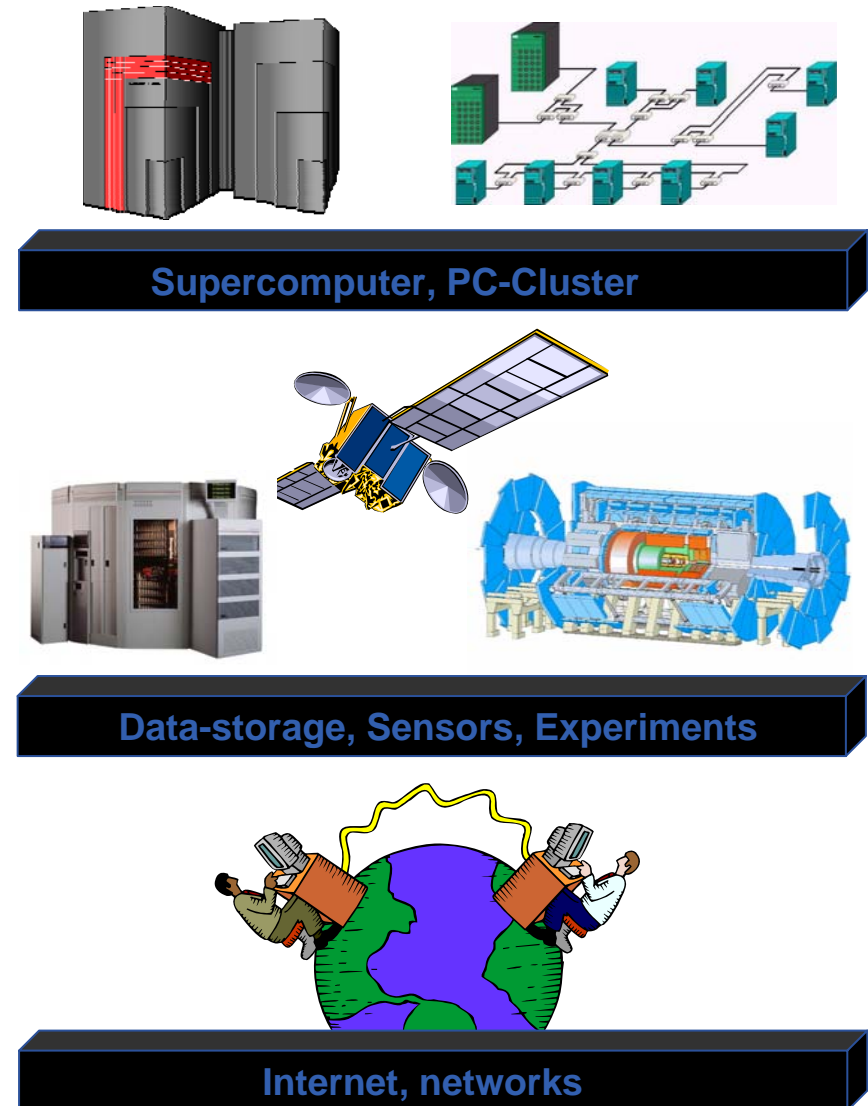 Supercomputer, PC-Cluster
Data-storage, Sensors, Experiments
Internet, networks